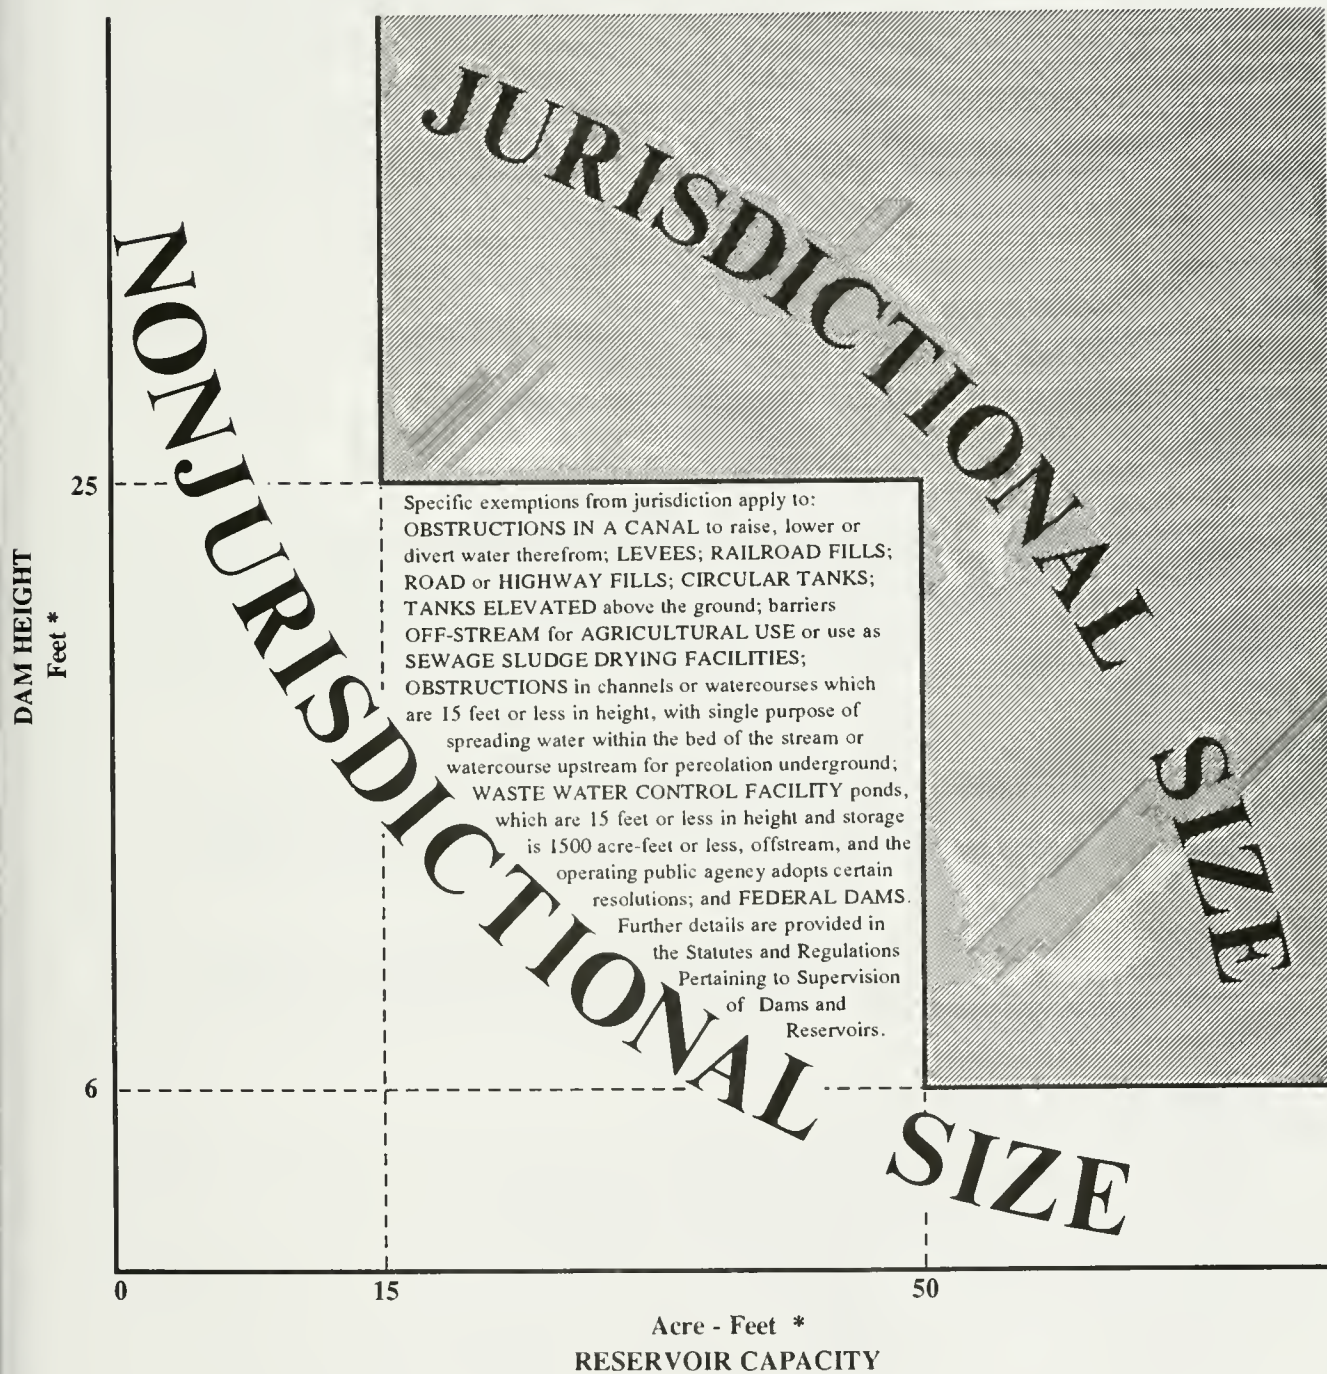 JURISDICTIONAL SIZE
NONJURISDICTIONAL SIZE
25
Specific exemptions from jurisdiction apply to:
OBSTRUCTIONS IN A CANAL to raise, lower or
divert water therefrom; LEVEES; RAILROAD FILLS;
ROAD or HIGHWAY FILLS; CIRCULAR TANKS;
TANKS ELEVATED above the ground; barriers
OFF-STREAM for AGRICULTURAL USE or use as
SEWAGE SLUDGE DRYING FACILITIES;
OBSTRUCTIONS in channels or watercourses which
are 15 feet or less in height, with single purpose of
spreading water within the bed of the stream or
watercourse upstream for percolation underground;
WASTE WATER CONTROL FACILITY ponds,
which are 15 feet or less in height and storage
is 1500 acre-feet or less, offstream, and the
operating public agency adopts certain
resolutions; and FEDERAL DAMS.
Further details are provided in
the Statutes and Regulations
Pertaining to Supervision
of Dams and
Reservoirs.
DAM HEIGHT
Feet *
6
0 15 50
Acre - Feet *
RESERVOIR CAPACITY